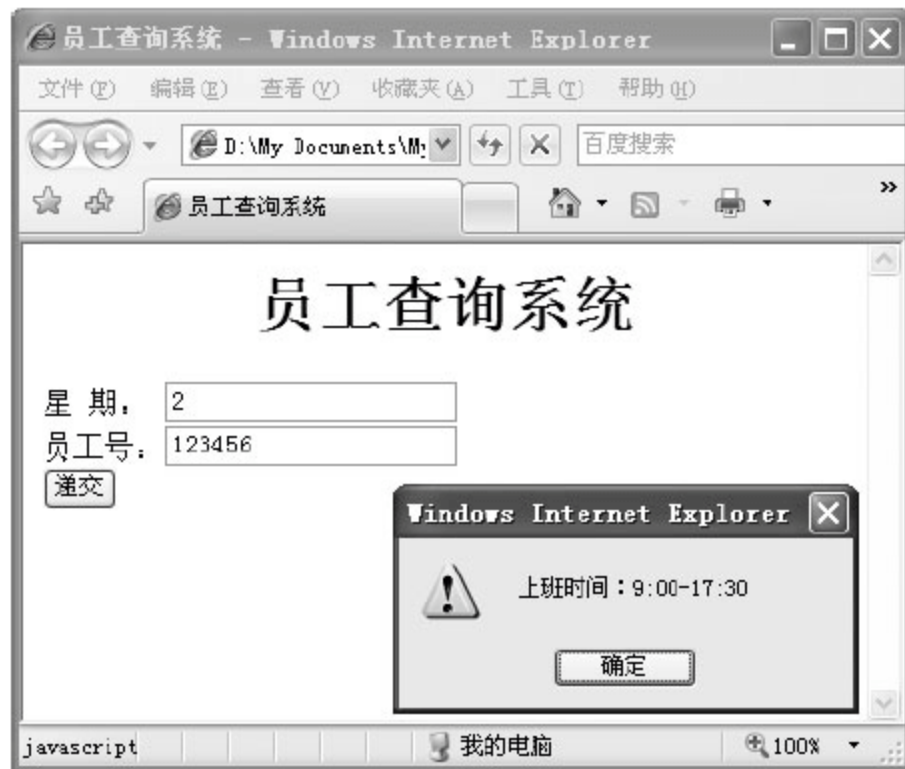 员工查询系统 - Windows Internet Explorer
文件(F) 编辑(E) 查看(V) 收藏夹(A) 工具(T) 帮助(H)
D:\My Documents\M 百度搜索
员工查询系统 »
员工查询系统
星 期： 2
员工号： 123456
递交
Windows Internet Explorer
上班时间：9:00-17:30
确定
javascript 我的电脑 100%